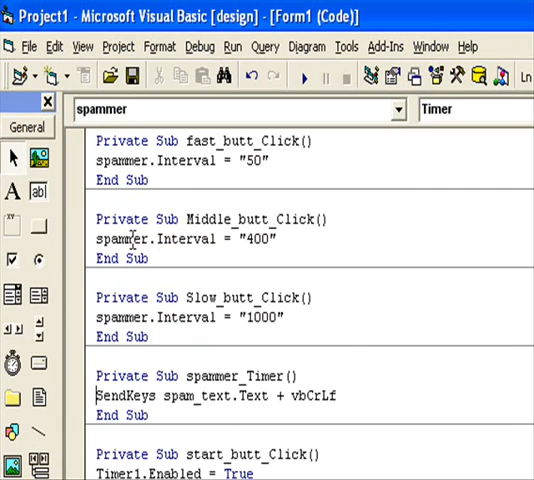 Project1 - Microsoft Visual Basic [design] - [Form1 (Code)]
File Edit View Project Format Debug Run Query Diagram Tools Add-Ins Window Help
Ln
spammer Timer
General
Private Sub fast_butt_Click()
spammer.Interval = "50"
End Sub
Private Sub Middle_butt_Click()
spammer.Interval = "400"
End Sub
Private Sub Slow_butt_Click()
spammer.Interval = "1000"
End Sub
Private Sub spammer_Timer()
SendKeys spam_text.Text + vbCrLf
End Sub
Private Sub start_butt_Click()
Timer1.Enabled = True